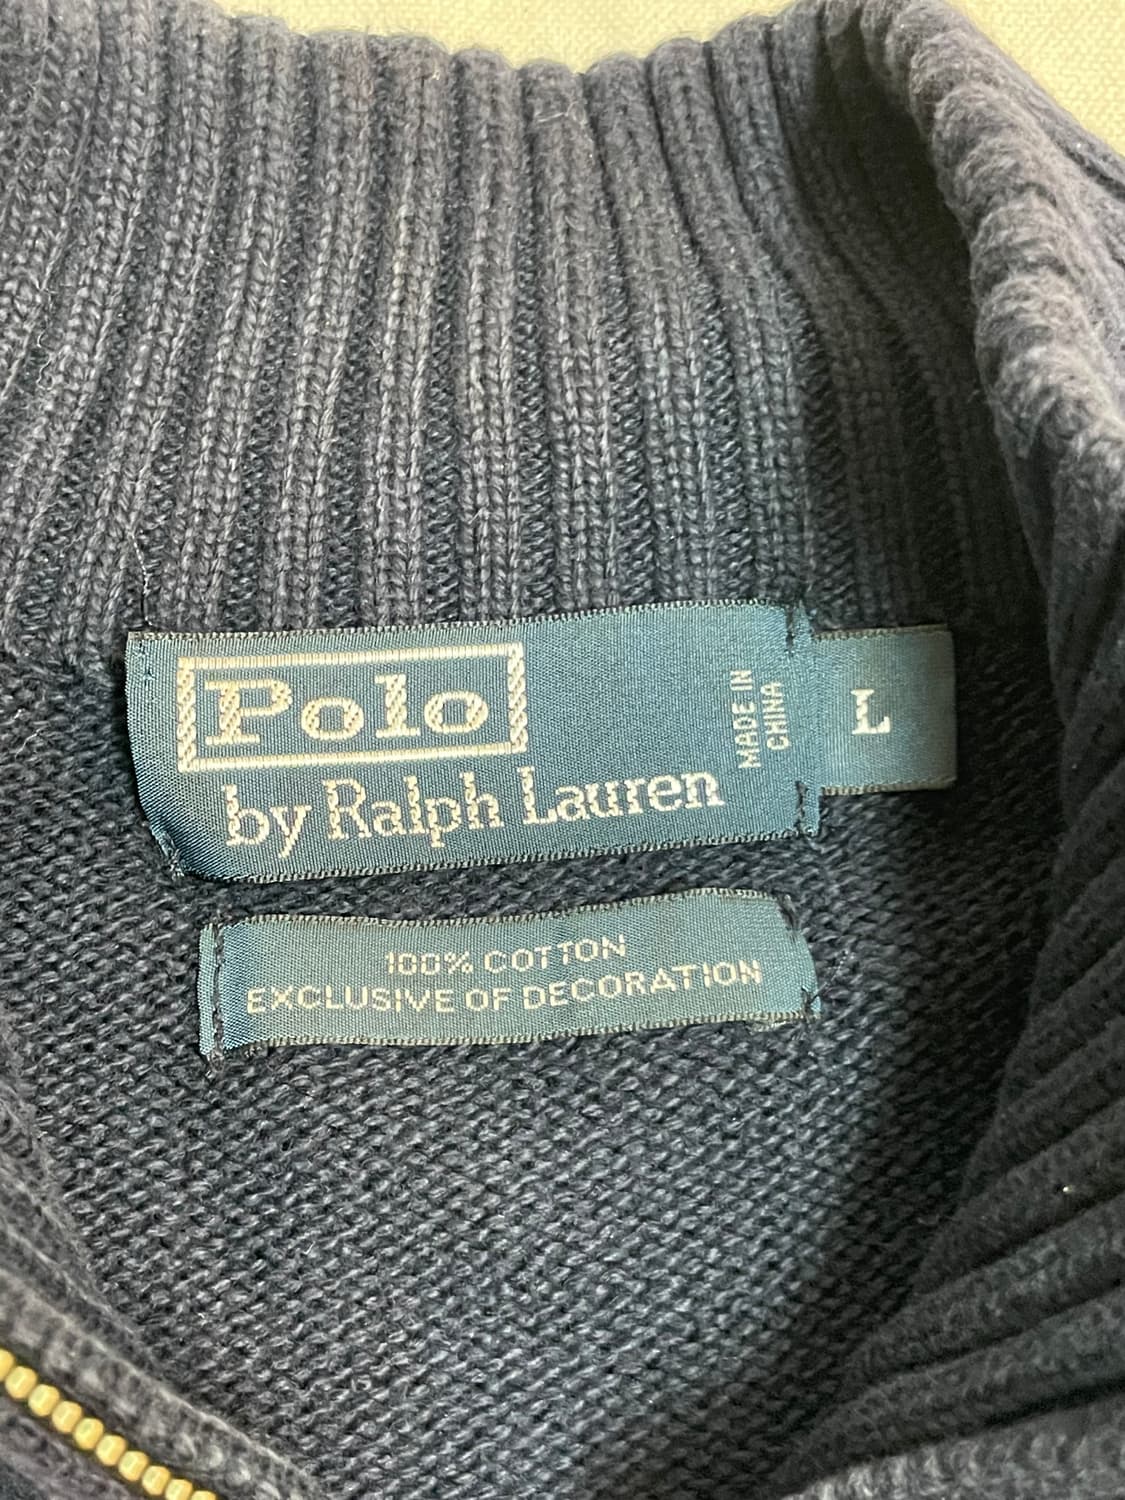 Polo
by Ralph Lauren
MADE IN
CHINA
L
100% COTTON
EXCLUSIVE OF DECORATION